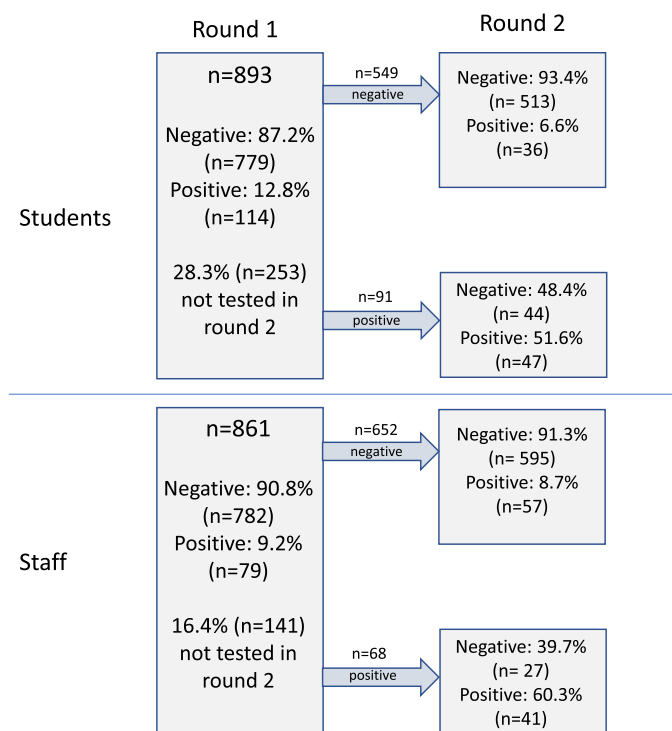 Round 1
Round 2
Students
n=893
Negative: 87.2%
(n=779)
Positive: 12.8%
(n=114)
28.3% (n=253)
not tested in
round 2
n=549
negative
Negative: 93.4%
(n= 513)
Positive: 6.6%
(n=36)
n=91
positive
Negative: 48.4%
(n= 44)
Positive: 51.6%
(n=47)
Staff
n=861
Negative: 90.8%
(n=782)
Positive: 9.2%
(n=79)
16.4% (n=141)
not tested in
round 2
n=652
negative
Negative: 91.3%
(n= 595)
Positive: 8.7%
(n=57)
n=68
positive
Negative: 39.7%
(n= 27)
Positive: 60.3%
(n=41)